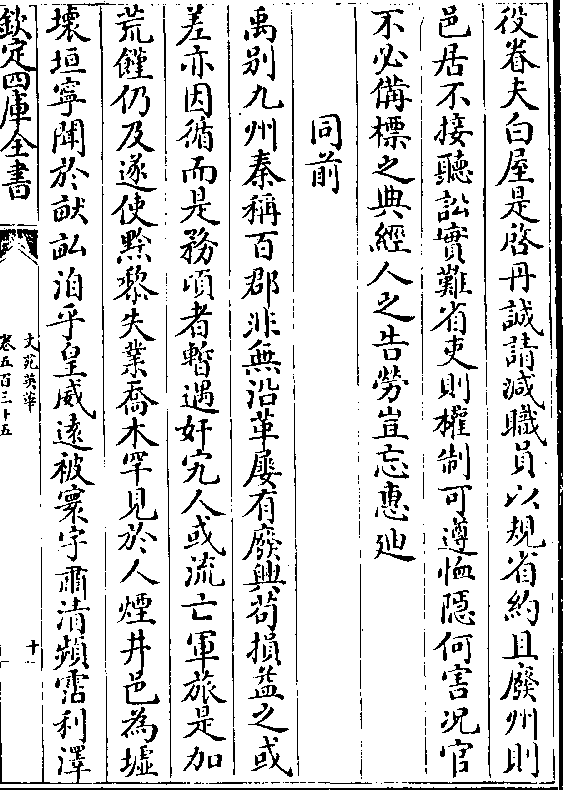 役眷夫白屋是啓丹誠請减職員以規省約且廢州則
邑居不接聽訟實難省吏則權制可遵恤隱何害况官
不必備標之典經人之告勞豈忘惠廸
同前
禹别九州秦稱百郡非無沿革屢有廢興茍損益之或
差亦因循而是務頃者暫遇奸宄人或流亡軍旅是加
荒饉仍及遂使黔黎失業喬木罕見於人煙井邑為墟
壊垣寧闢於畎畝洎乎皇威遠被寰宇肅清頻霑利澤
欽定四庫全書
文苑英華
卷五百三十五
十一